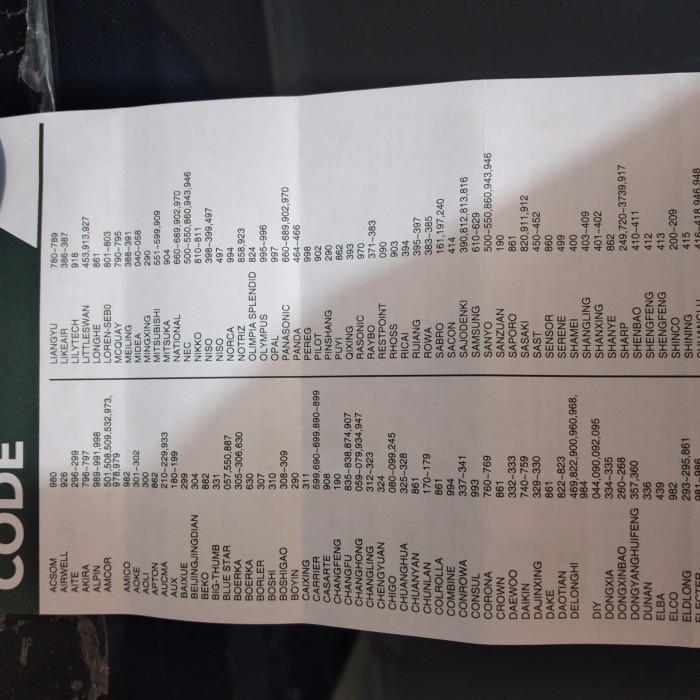 CODE
ACSOM 980
AIRWELL 926
AITE 296-299
AKIRA 796-797
ALPIN 989-991,998
AMCOR 501,508,509,532,973,
978,979
AMICO 982
AOKE 301-302
AOLI 300
APTON 862
AUCMA 210-229,933
AUX 180-199
BAIXUE 299
BEIJINGJINGDIAN 304
BEKO 882
BIG-THUMB 331
BLUE STAR 057,550,887
BOERKA 305-306,630
BOERKA 630
BORLER 307
BOSHI 310
BOSHIGAO 308-309
BOYIN 290
CAIXING 311
CARRIER 599,690-699,890-899
CASARTE 908
CHANGFENG 190
CHANGFU 835-838,874,907
CHANGHONG 059-079,934,947
CHANGLING 312-323
CHENGYUAN 324
CHIGO 080-099,245
CHUANGHUA 325-328
CHUANYAN 861
CHUNLAN 170-179
COLROLLA 861
COMBINE 994
CONROWA 337-341
CONSUL 993
CORONA 760-769
CROWN 861
DAEWOO 332-333
DAIKIN 740-759
DAJINXING 329-330
DAKE 861
DAOTIAN 822-823
DELONGHI 469,822,900,960,968,
984
DIY 044,090,092,095
DONGXIA 334-335
DONGXINBAO 260-268
DONGYANGHUIFENG 357,360
DUNAN 336
ELBA 439
ELCO 982
ELDLONG 293-295,861
LIANGYU 780-789
LIKEAIR 386-387
LILYTECH 918
LITTLESWAN 453,913,927
LONGHE 861
LOREN-SEBO 801-803
MCQUAY 790-795
MEILING 388-391
MIDEA 040-058
MINGXING 290
MITSUBISHI 551-599,909
MITSUKA 904
NATIONAL 660-689,902,970
NEC 500-550,860,943,946
NIKKO 810-811
NISO 398-399,497
NISO 497
NORCA 994
NOTRIZ 858,923
OLIMPIA SPLENDID 824
OLYMPUS 995-996
OPAL 997
PANASONIC 660-689,902,970
PANDA 464-466
PEREG 998
PILOT 902
PINSHANG 290
PUYI 862
QIXING 393
RASONIC 970
RAYBO 371-383
RESTPOINT 090
RHOSS 903
RICAI 394
RUIJANG 395-397
ROWA 383-385
SABRO 161,197,240
SACON 414
SAJODENKI 390,812,813,816
SAMSUNG 610-629
SANYO 500-550,860,943,946
SANZUAN 190
SAPORO 861
SASAKI 820,911,912
SAST 450-452
SENSOR 860
SERENE 499
SHAMEI 400
SHANGLING 403-409
SHANXING 401-402
SHANYE 862
SHARP 249,720-3739,917
SHENBAO 410-411
SHENGFENG 412
SHENGFENG 413
SHINCO 200-209
SHINING 415